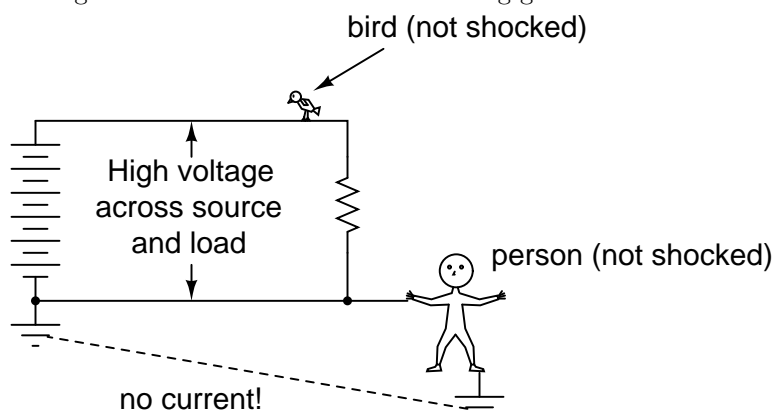 bird (not shocked)
High voltage
across source
and load
person (not shocked)
no current!